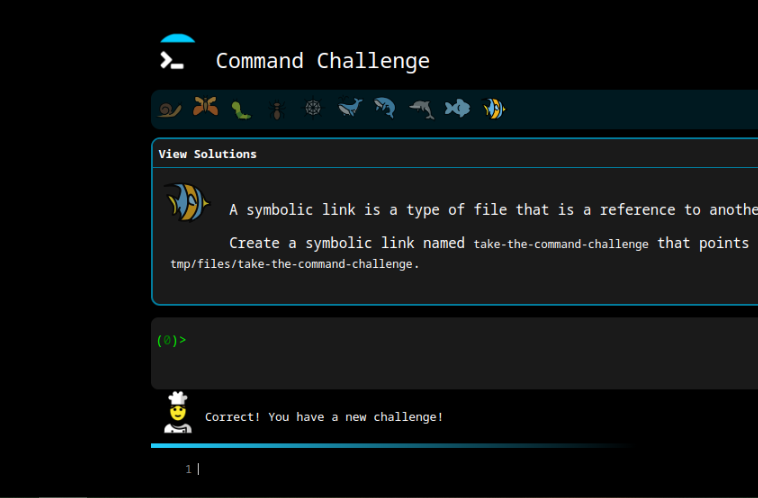 Command Challenge
View Solutions
A symbolic link is a type of file that is a reference to
Create a symbolic link named take-the-command-challenge that points
tmp/files/take-the-command-challenge.
(0)>
Correct! You have a new challenge!
1